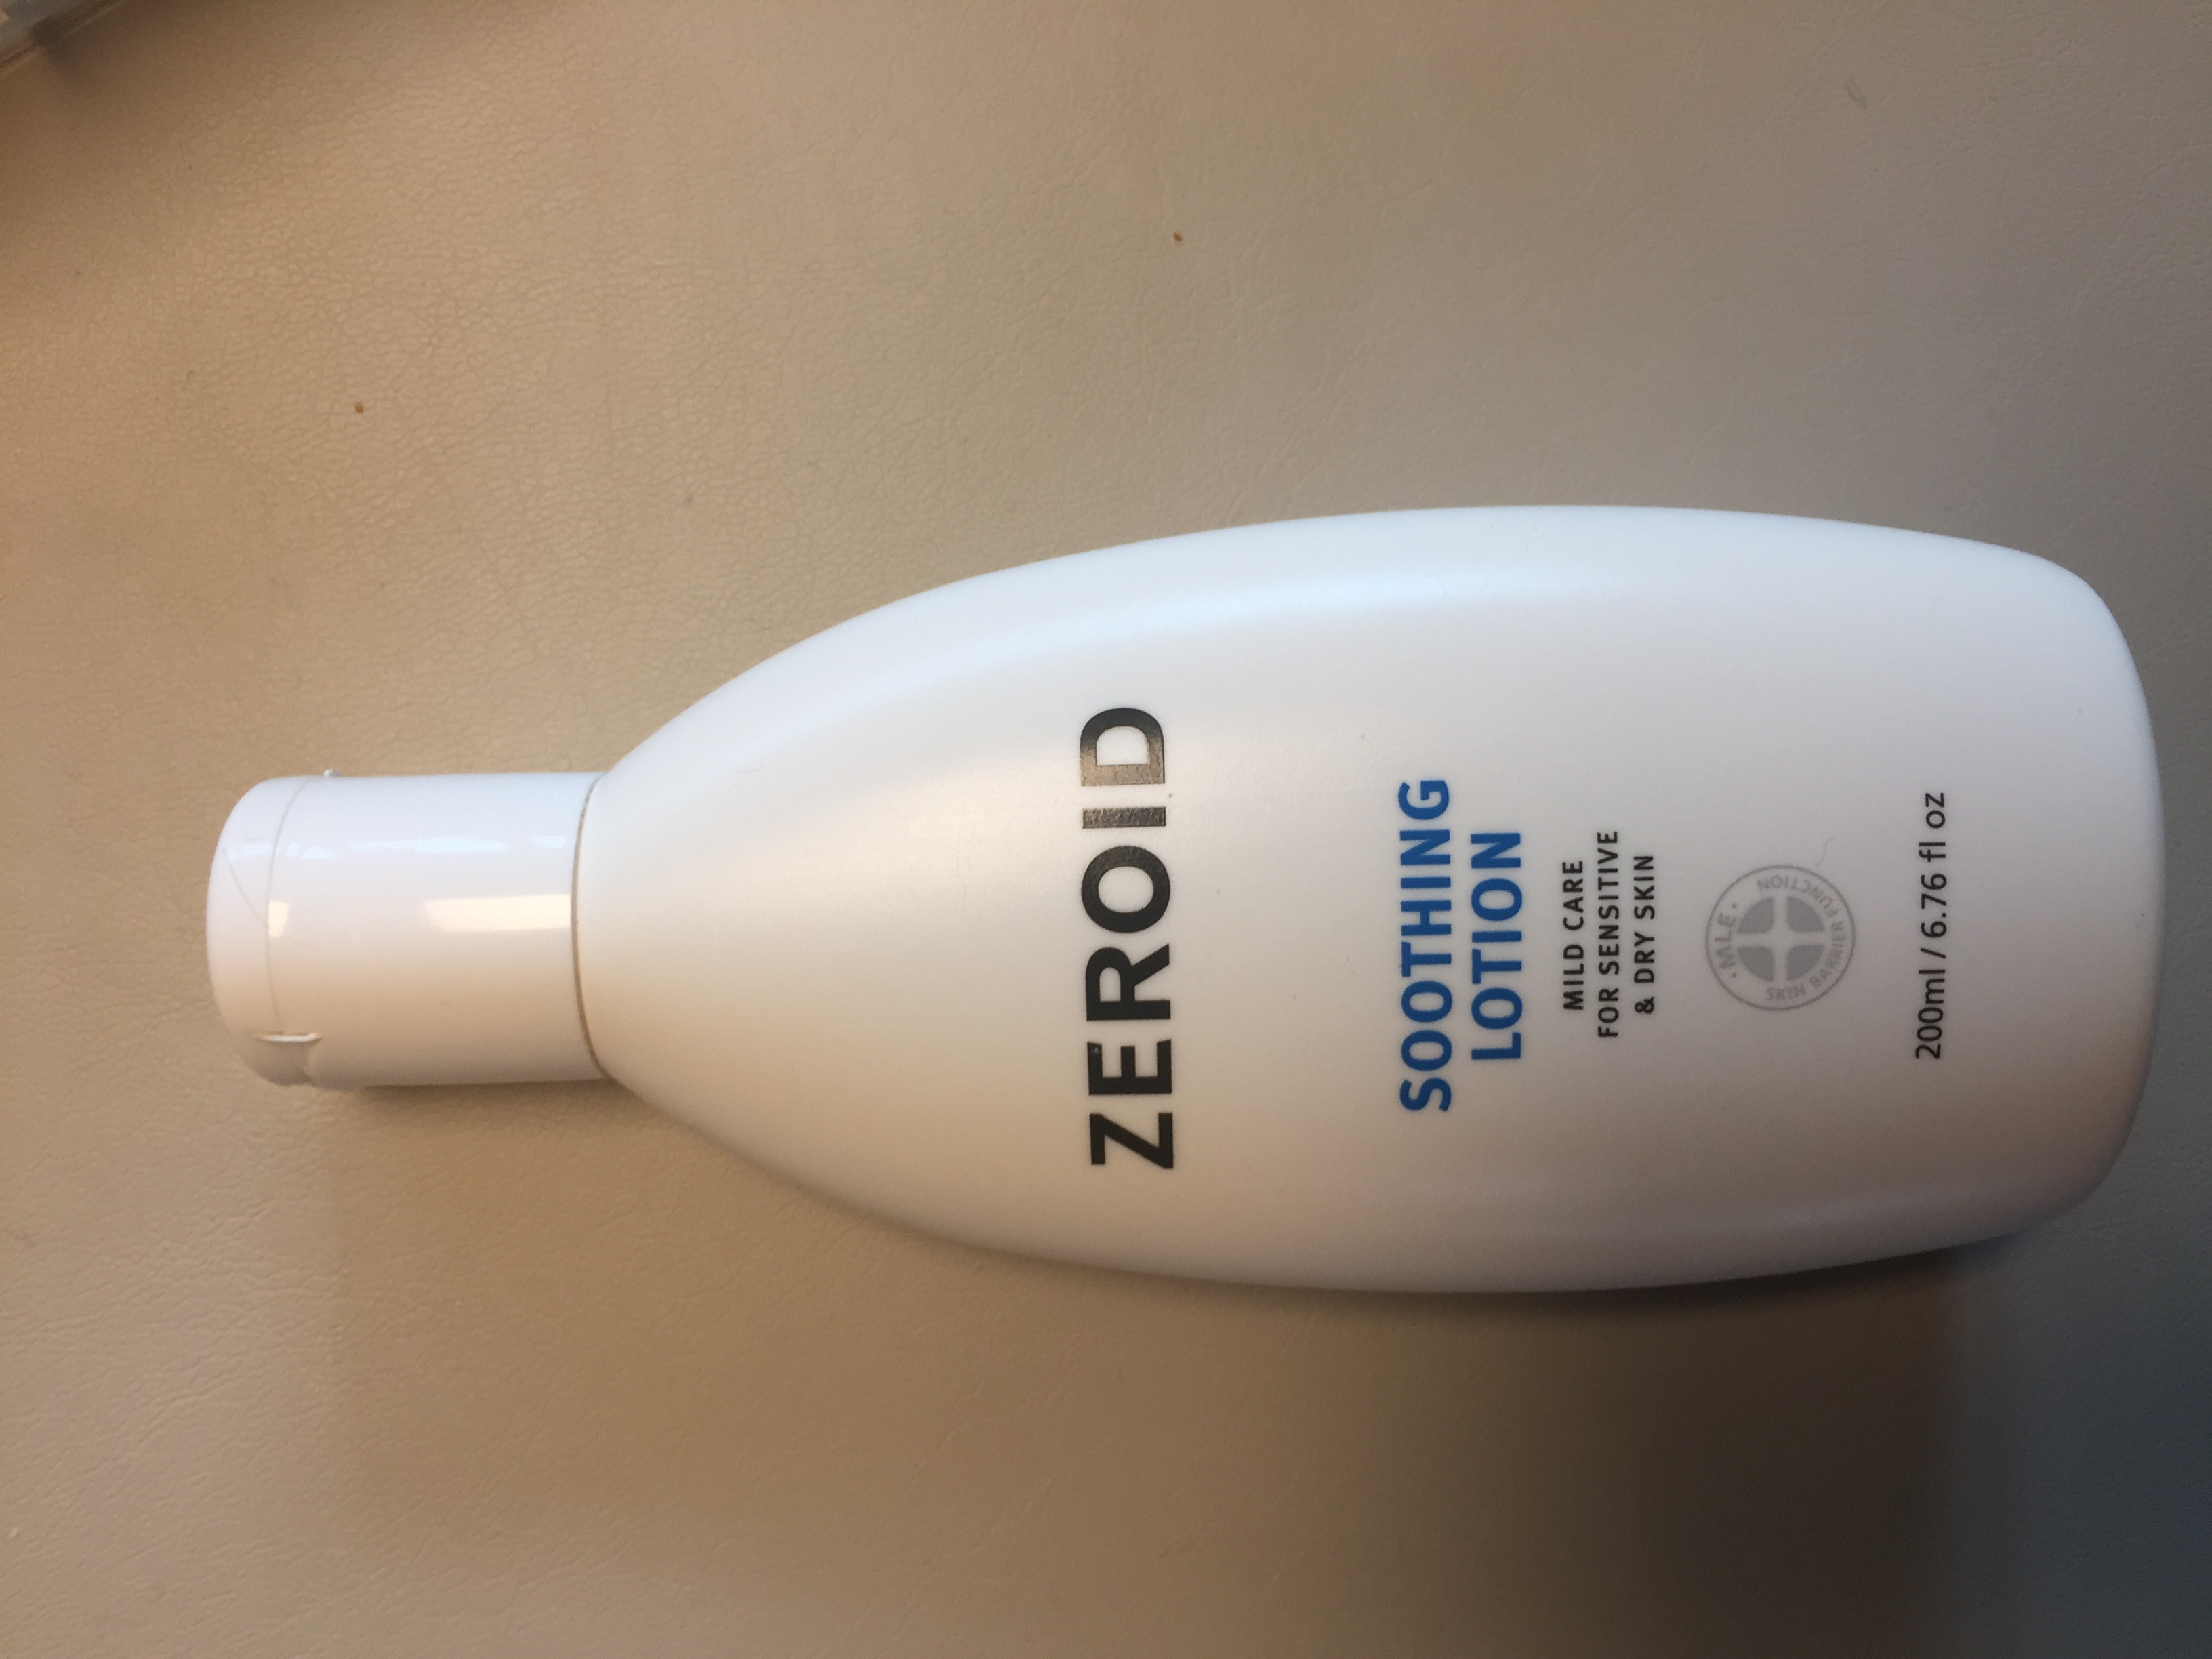 ZEROID
SOOTHING
LOTION
MILD CARE
FOR SENSITIVE
& DRY SKIN
· MLE ·
SKIN BARRIER FUNCTION
200ml / 6.76 fl oz